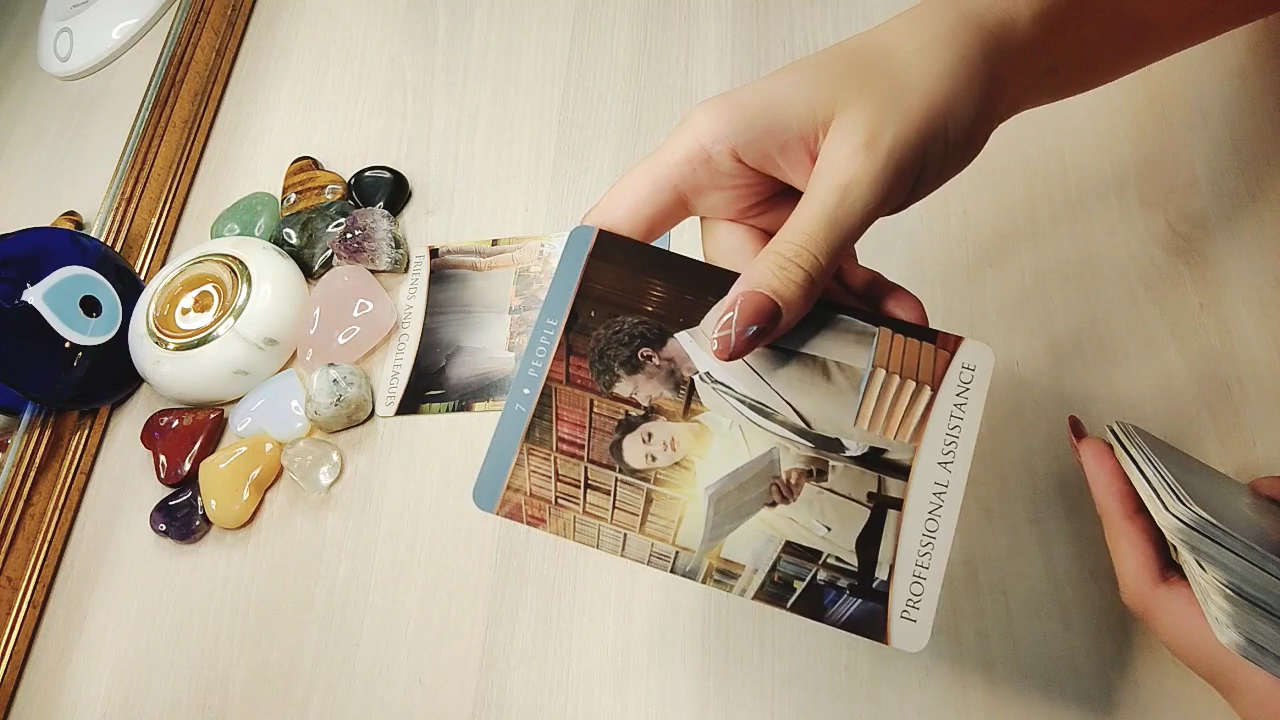 FRIENDS AND COLLEAGUES
7 ♦ PEOPLE
PROFESSIONAL ASSISTANCE